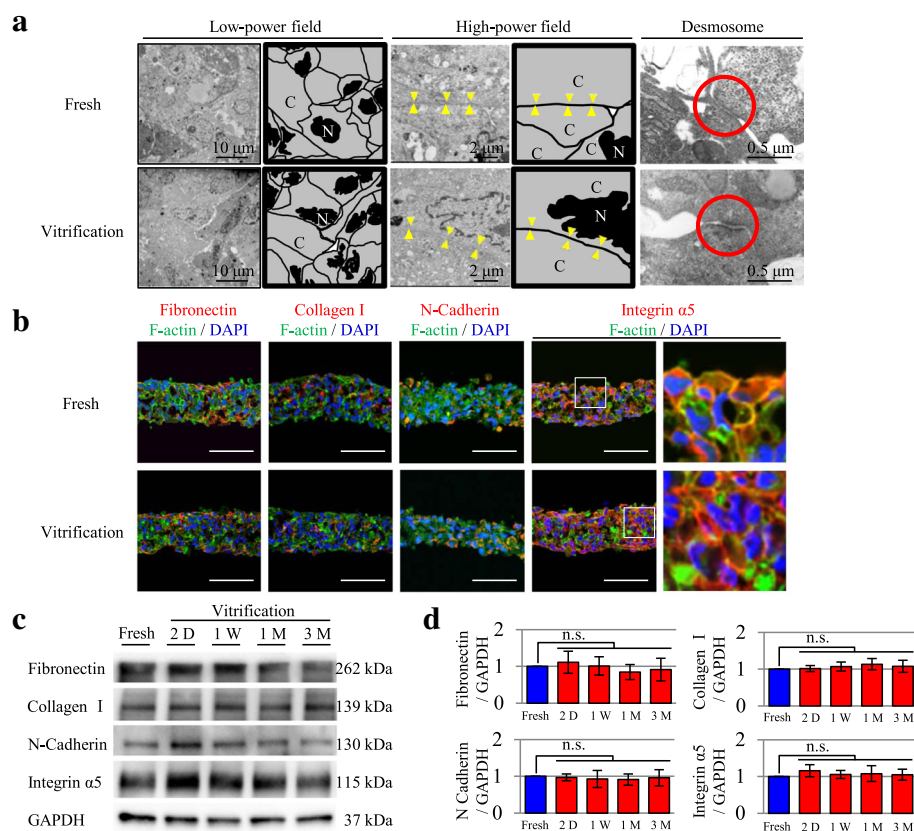 a
Low-power field
High-power field
Desmosome
Fresh
10 μm
C
N
2 μm
C
C
C
N
0.5 μm
Vitrification
10 μm
N
C
2 μm
C
N
C
0.5 μm
b
Fibronectin
F-actin / DAPI
Collagen I
F-actin / DAPI
N-Cadherin
F-actin / DAPI
Integrin α5
F-actin / DAPI
Fresh
Vitrification
c
Vitrification
Fresh 2 D 1 W 1 M 3 M
Fibronectin 262 kDa
Collagen I 139 kDa
N-Cadherin 130 kDa
Integrin α5 115 kDa
GAPDH 37 kDa
d
Fibronectin
/ GAPDH
2
1
0
n.s.
Fresh 2 D 1 W 1 M 3 M
Collagen I
/ GAPDH
2
1
0
n.s.
Fresh 2 D 1 W 1 M 3 M
N Cadherin
/ GAPDH
2
1
0
n.s.
Fresh 2 D 1 W 1 M 3 M
Integrin α5
/ GAPDH
2
1
0
n.s.
Fresh 2 D 1 W 1 M 3 M